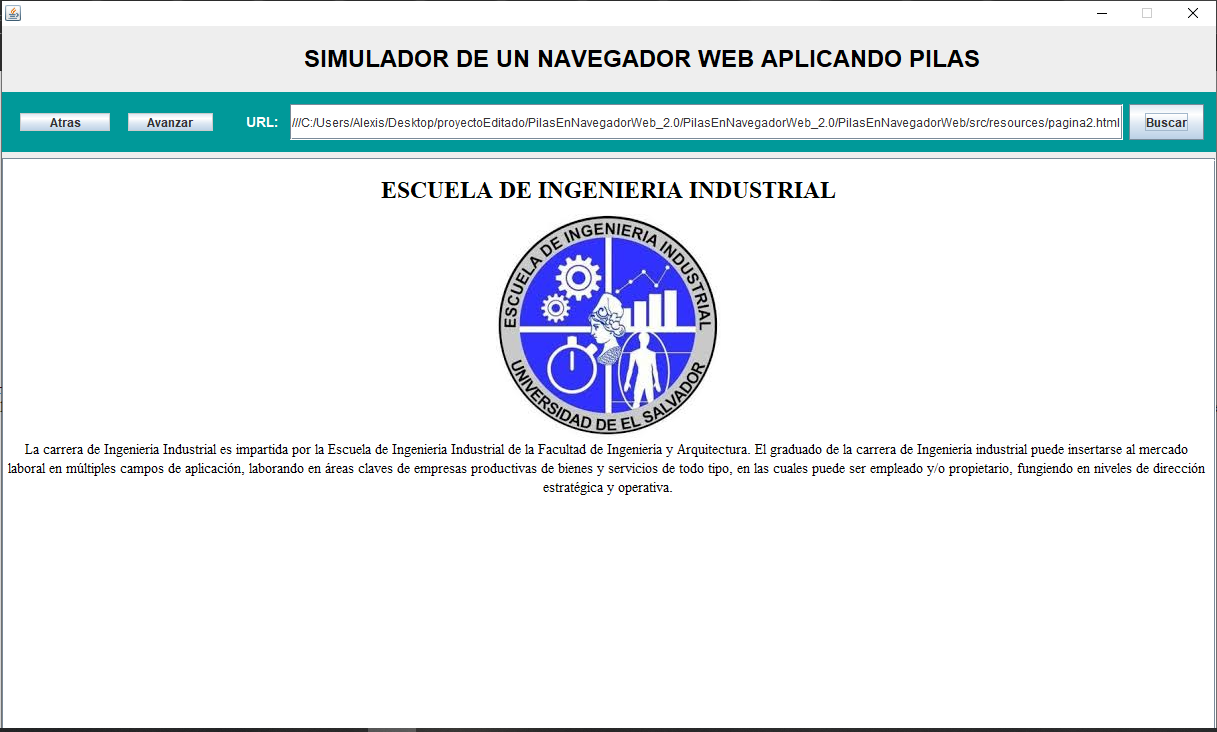 SIMULADOR DE UN NAVEGADOR WEB APLICANDO PILAS
Atras
Avanzar
URL:
///C:/Users/Alexis/Desktop/proyectoEditado/PilasEnNavegadorWeb_2.0/PilasEnNavegadorWeb_2.0/PilasEnNavegadorWeb/src/resources/pagina2.html
Buscar
ESCUELA DE INGENIERIA INDUSTRIAL
ESCUELA DE INGENIERIA INDUSTRIAL
UNIVERSIDAD DE EL SALVADOR
La carrera de Ingenieria Industrial es impartida por la Escuela de Ingenieria Industrial de la Facultad de Ingenieria y Arquitectura. El graduado de la carrera de Ingenieria industrial puede insertarse al mercado
laboral en múltiples campos de aplicación, laborando en áreas claves de empresas productivas de bienes y servicios de todo tipo, en las cuales puede ser empleado y/o propietario, fungiendo en niveles de dirección
estratégica y operativa.